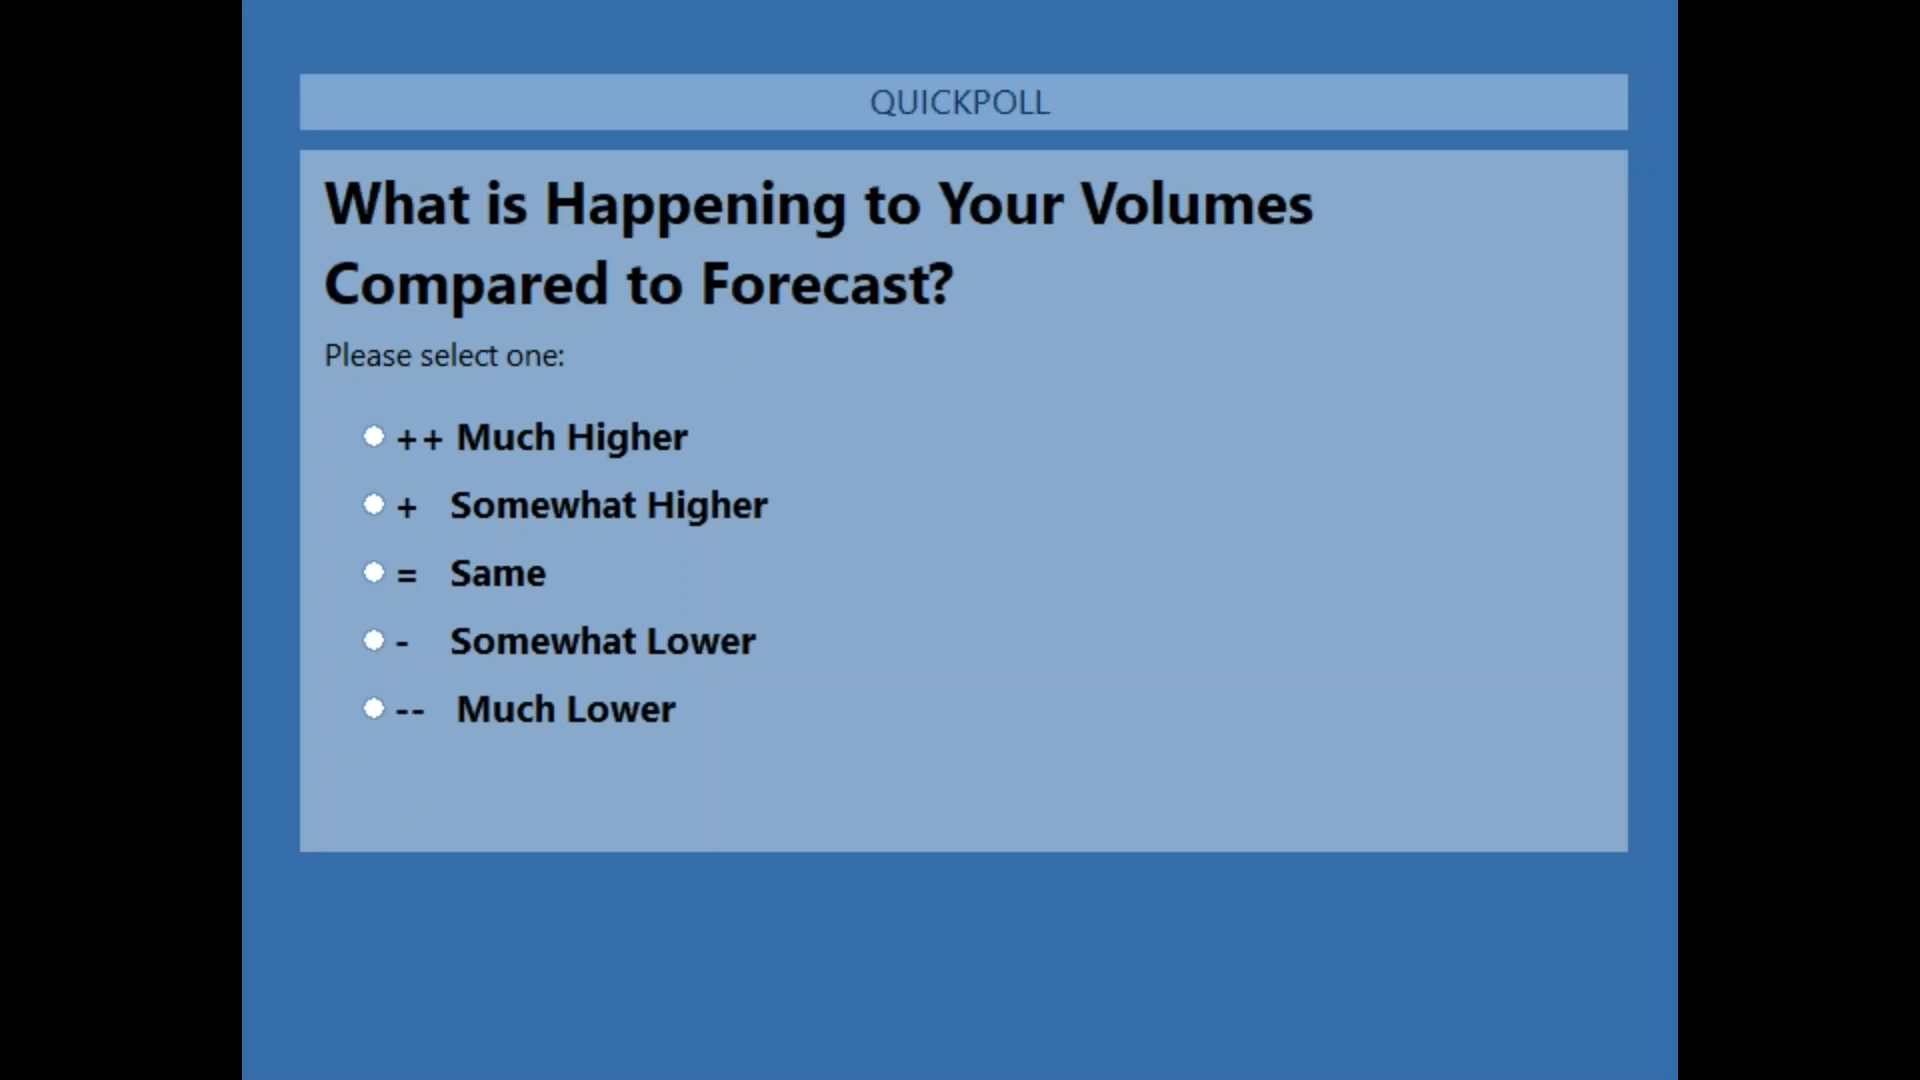 QUICKPOLL
What is Happening to Your Volumes
Compared to Forecast?
Please select one:
++ Much Higher
+ Somewhat Higher
= Same
- Somewhat Lower
-- Much Lower